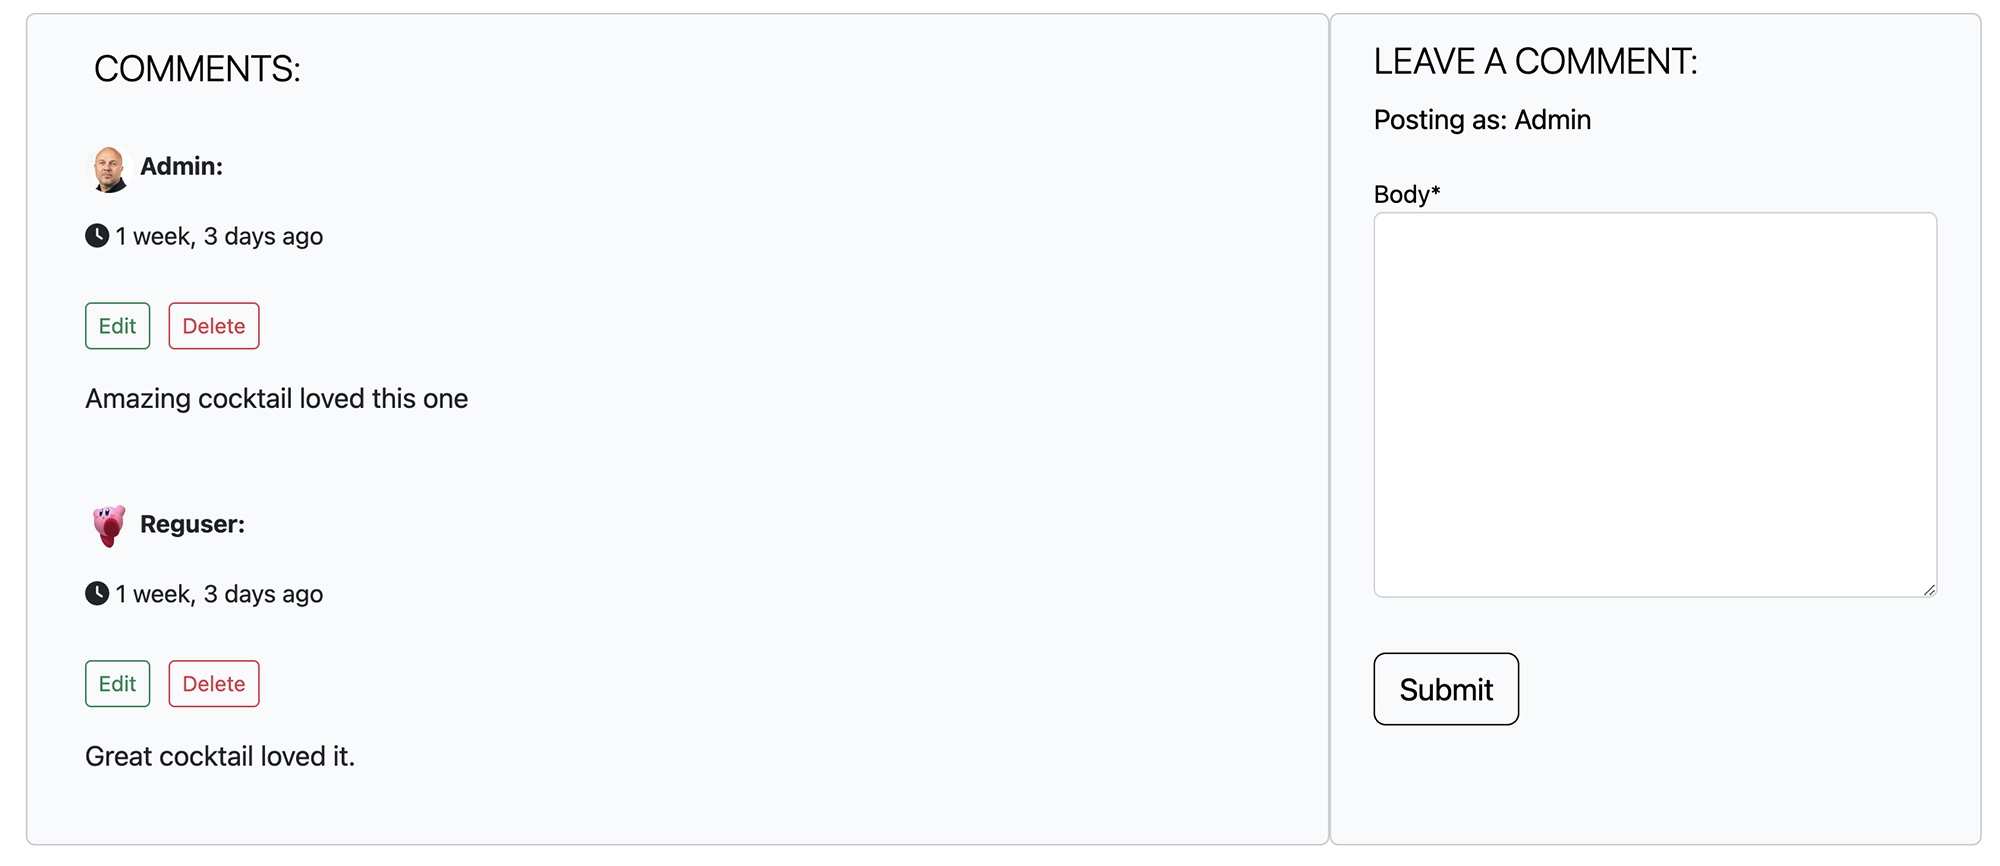 COMMENTS:
Admin:
1 week, 3 days ago
Edit Delete
Amazing cocktail loved this one
Reguser:
1 week, 3 days ago
Edit Delete
Great cocktail loved it.
LEAVE A COMMENT:
Posting as: Admin
Body*
Submit